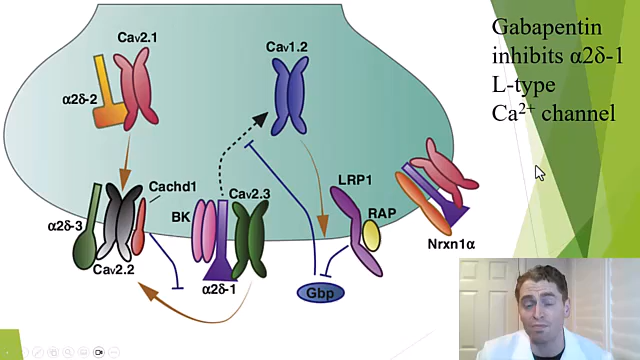 Gabapentin
inhibits α2δ-1
L-type
Ca2+ channel
Cav2.1
Cav1.2
α2δ-2
Cachd1
LRP1
BK
Cav2.3
RAP
α2δ-3
Nrxn1α
Cav2.2
α2δ-1
Gbp